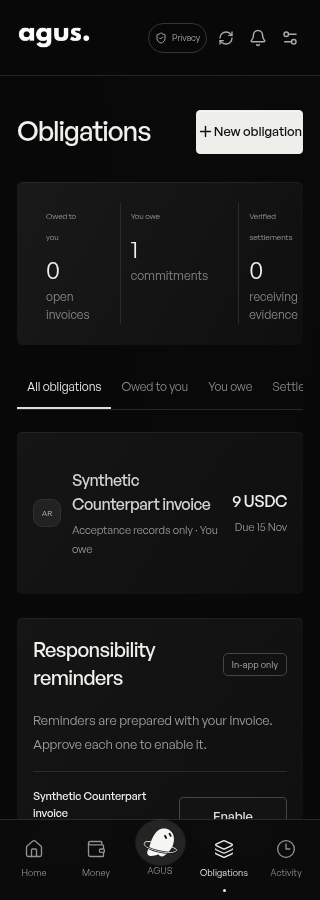 agus.
Privacy
Obligations
New obligation
Owed to
you
0
open
invoices
You owe
1
commitments
Verified
settlements
0
receiving
evidence
All obligations
Owed to you
You owe
Settle
AR
Synthetic
Counterpart invoice
Acceptance records only · You
owe
9 USDC
Due 15 Nov
Responsibility
reminders
In-app only
Reminders are prepared with your invoice.
Approve each one to enable it.
Synthetic Counterpart
invoice
Enable
Home
Money
AGUS
Obligations
Activity